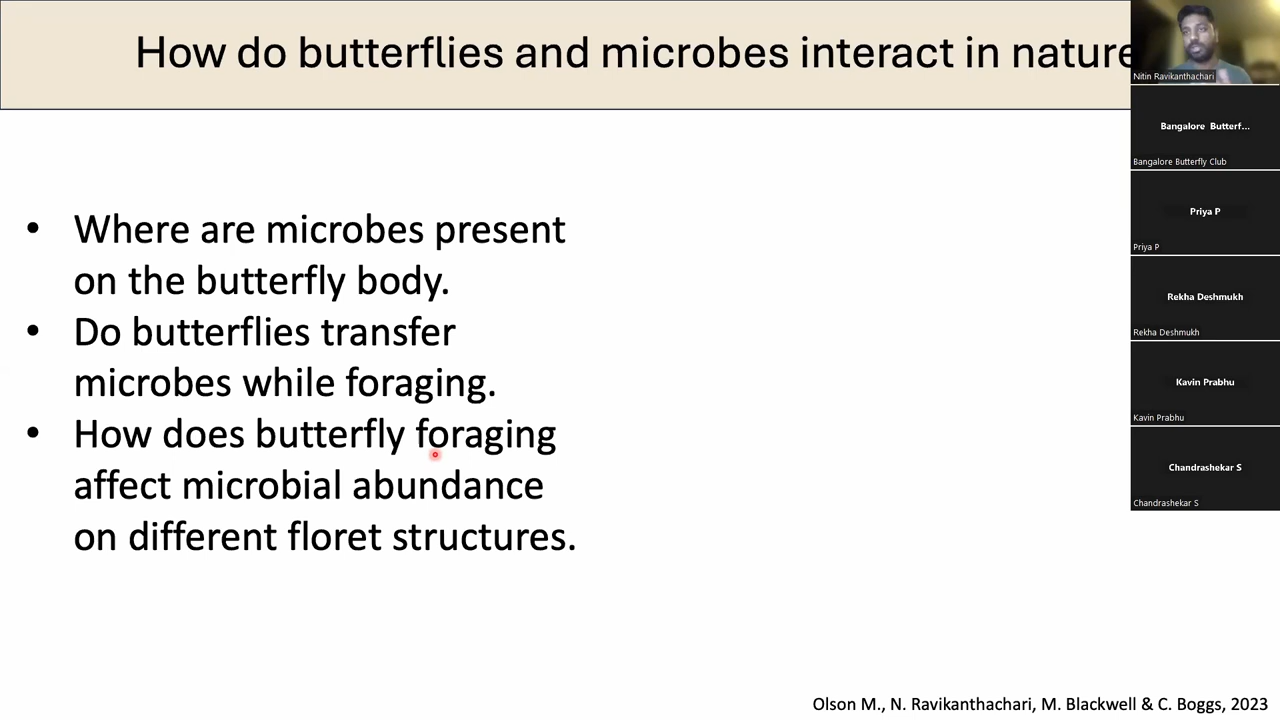 How do butterflies and microbes interact in nature
• Where are microbes present
on the butterfly body.
• Do butterflies transfer
microbes while foraging.
• How does butterfly foraging
affect microbial abundance
on different floret structures.
Olson M., N. Ravikanthachari, M. Blackwell & C. Boggs, 2023
Nitin Ravikanthachari
Bangalore Butterf...
Bangalore Butterfly Club
Priya P
Priya P
Rekha Deshmukh
Rekha Deshmukh
Kavin Prabhu
Kavin Prabhu
Chandrashekar S
Chandrashekar S